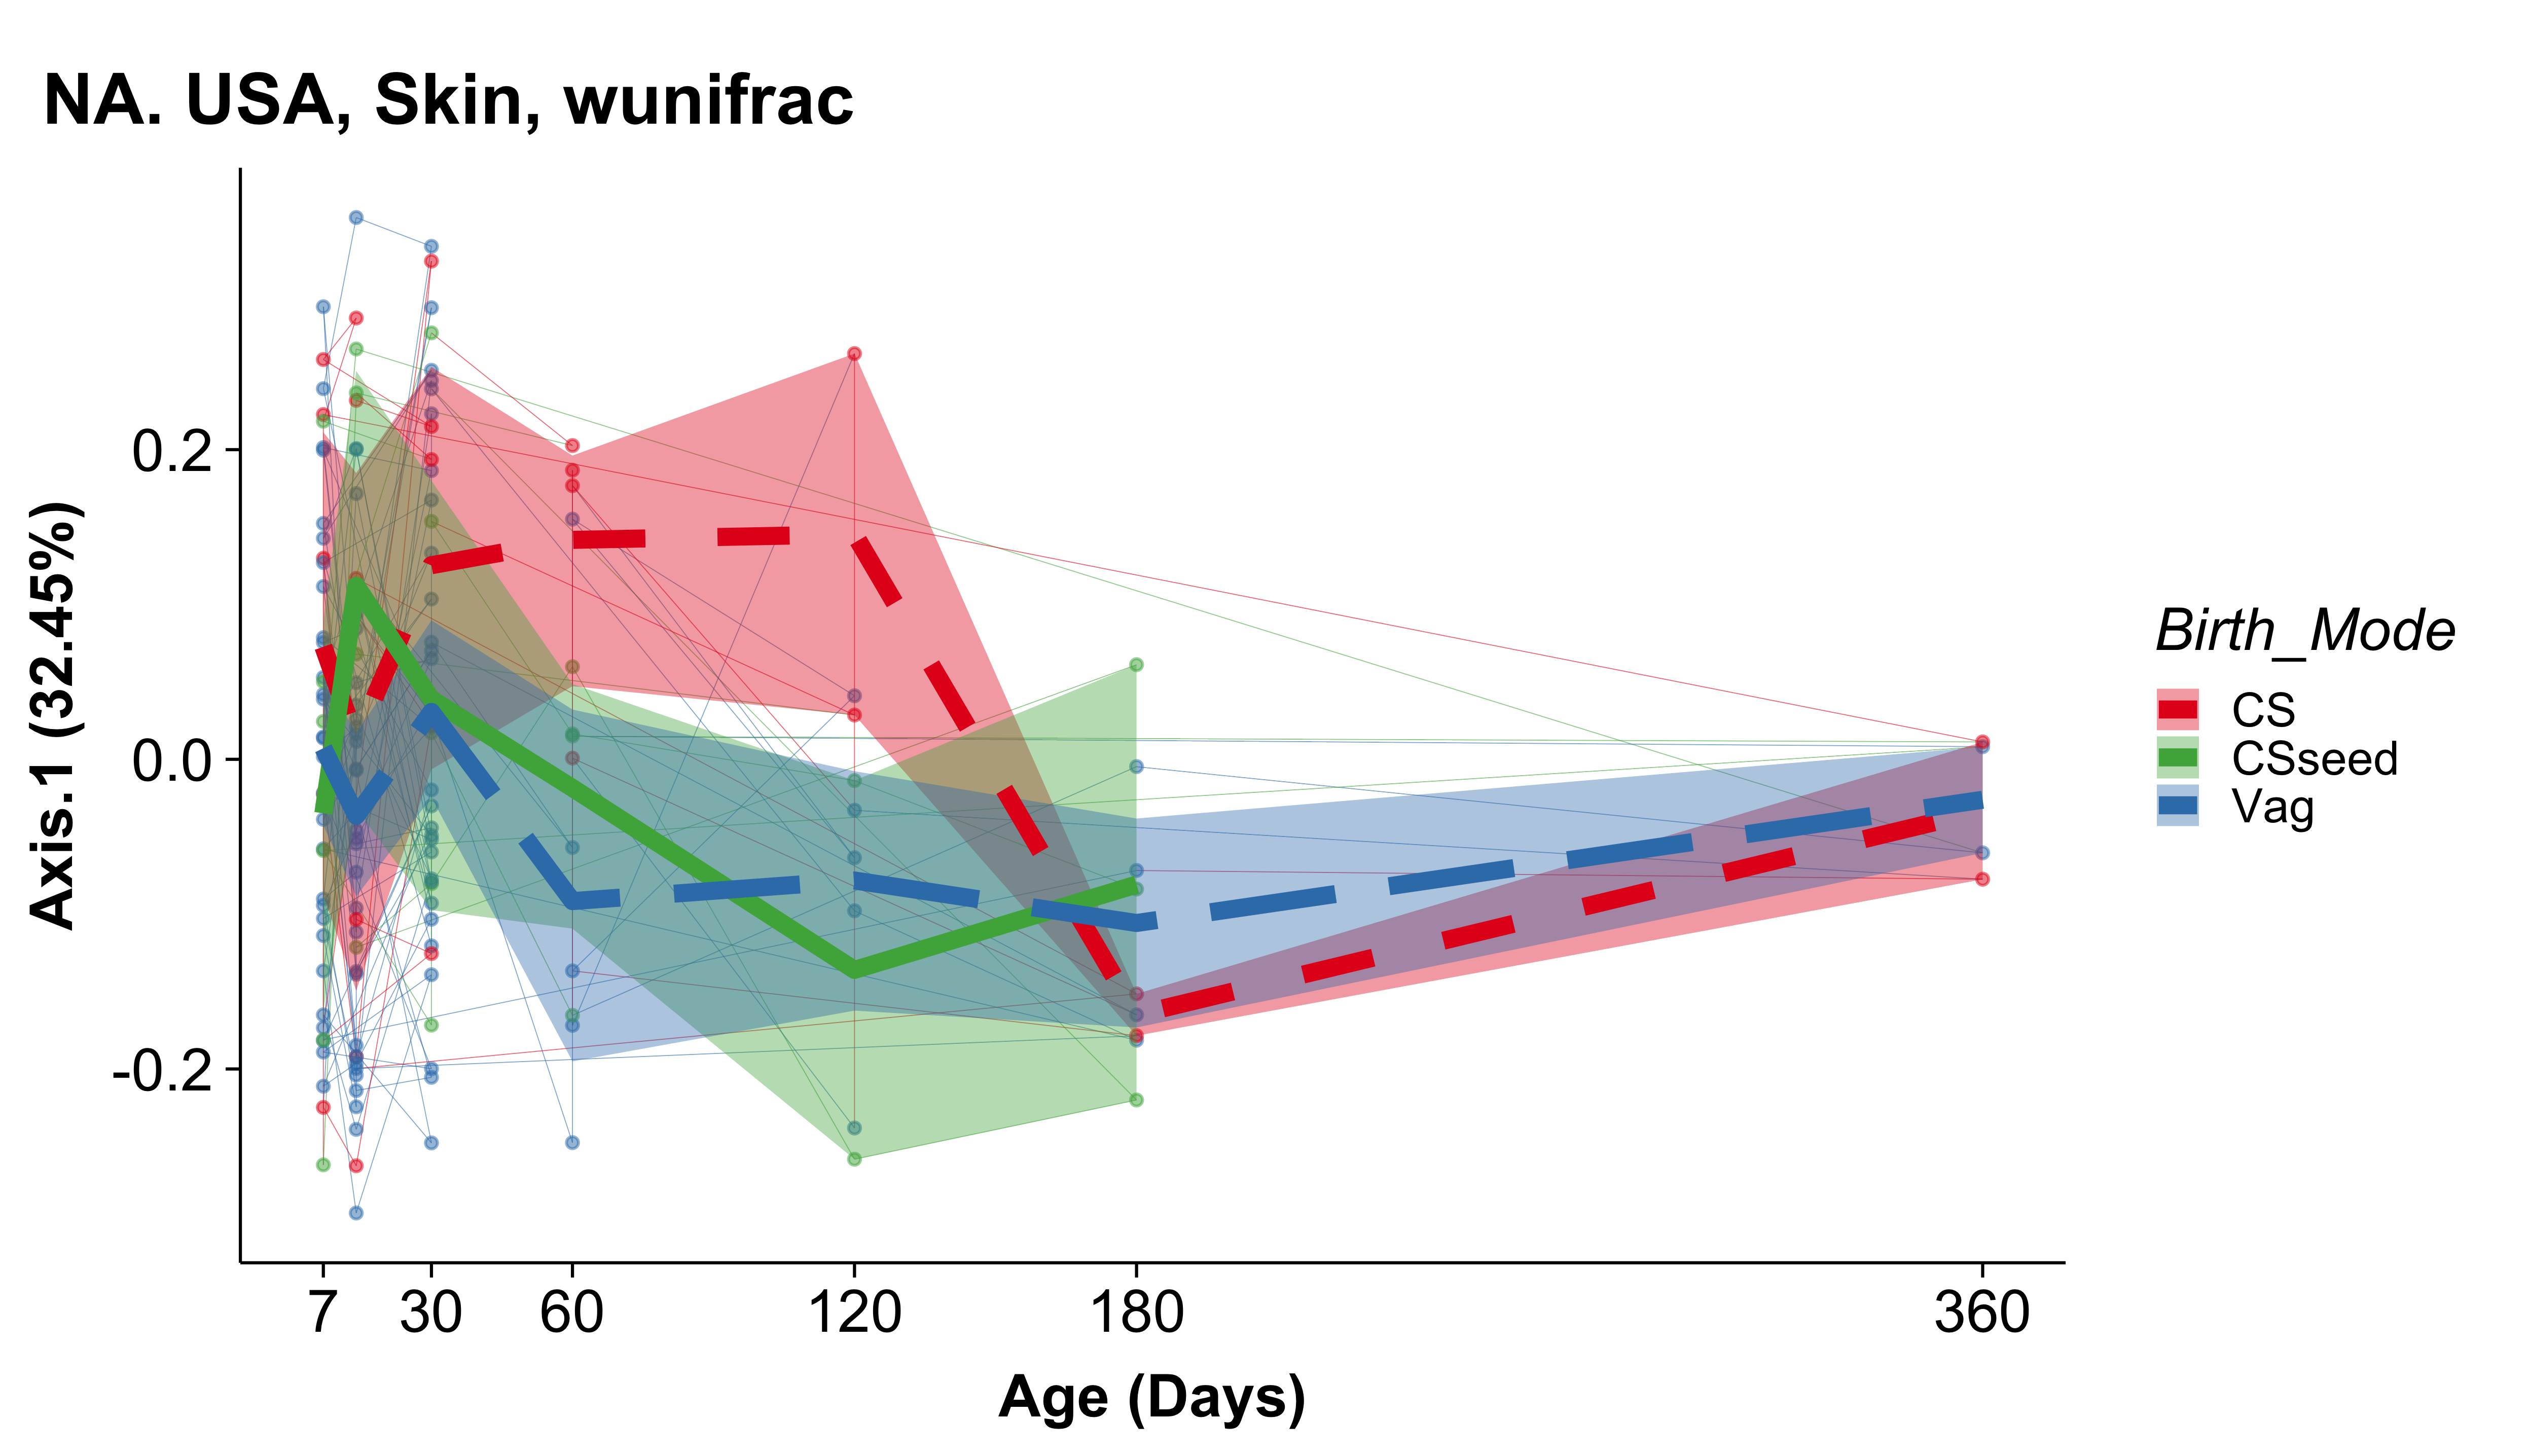 NA. USA, Skin, wunifrac
Axis.1 (32.45%)
0.2
0.0
-0.2
7 30 60 120 180 360
Age (Days)
Birth_Mode
CS
CSseed
Vag